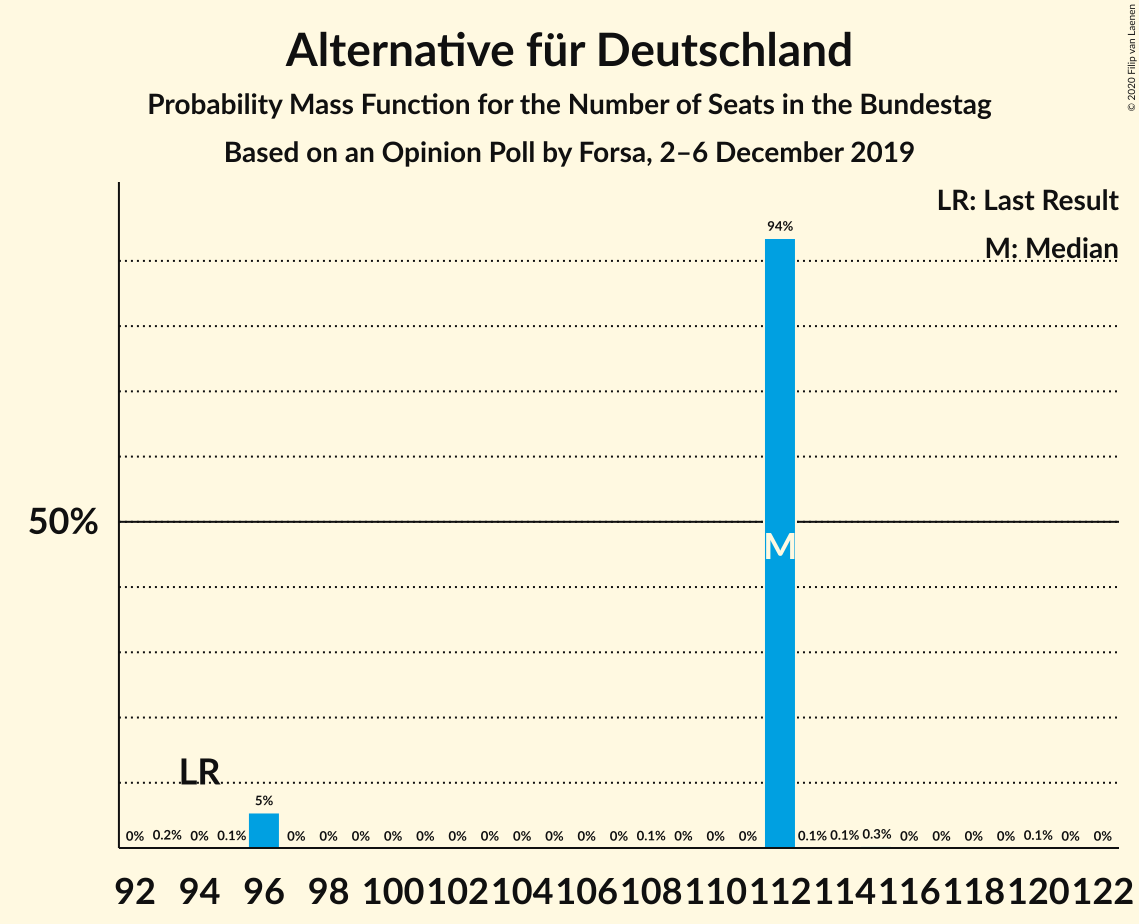 Alternative für Deutschland
Probability Mass Function for the Number of Seats in the Bundestag
Based on an Opinion Poll by Forsa, 2–6 December 2019
© 2020 Filip van Laenen
LR: Last Result
M: Median
94%
50%
M
LR
5%
0% 0.2% 0% 0.1% 0% 0% 0% 0% 0% 0% 0% 0% 0% 0% 0% 0.1% 0% 0% 0% 0.1% 0.1% 0.3% 0% 0% 0% 0% 0.1% 0% 0%
92 94 96 98 100 102 104 106 108 110 112 114 116 118 120 122